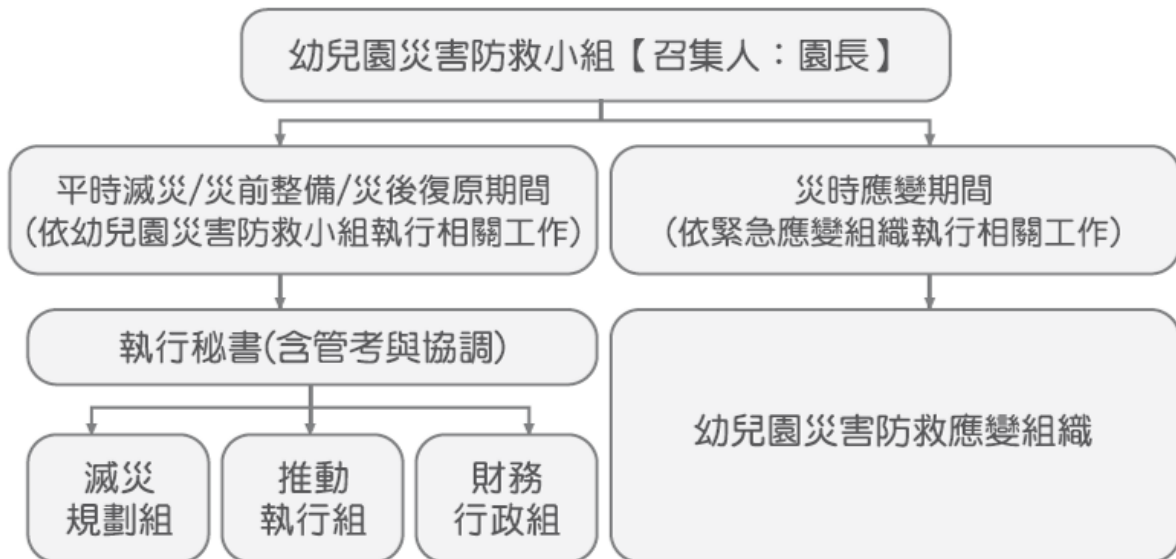 幼兒園災害防救小組【召集人：園長】
平時減災/災前整備/災後復原期間
(依幼兒園災害防救小組執行相關工作)
災時應變期間
(依緊急應變組織執行相關工作)
執行秘書(含管考與協調)
幼兒園災害防救應變組織
減災
規劃組
推動
執行組
財務
行政組